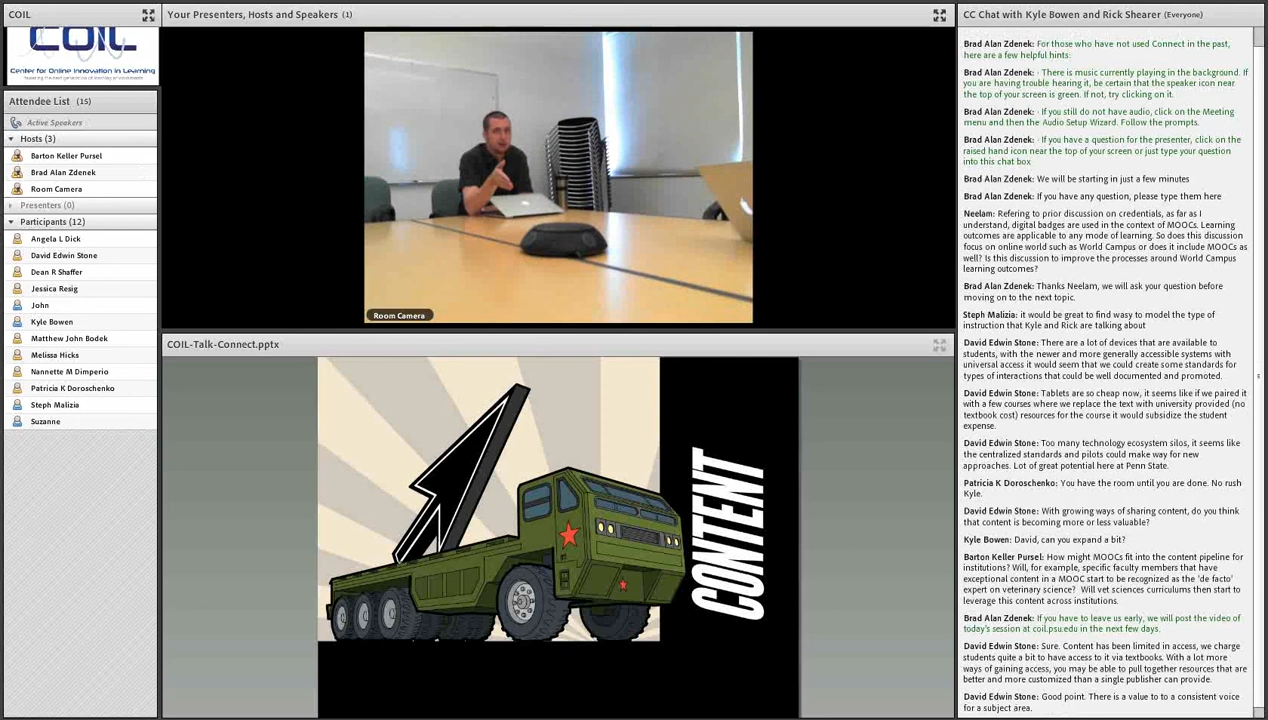 COIL
COIL
Center for Online Innovation in Learning
Attendee List (15)
Active Speakers
Hosts (3)
Barton Keller Pursel
Brad Alan Zdenek
Room Camera
Presenters (0)
Participants (12)
Angela L Dick
David Edwin Stone
Dean R Shaffer
Jessica Resig
John
Kyle Bowen
Matthew John Bodek
Melissa Hicks
Nannette M Dimperio
Patricia K Doroschenko
Steph Malizia
Suzanne
Your Presenters, Hosts and Speakers (1)
Room Camera
COIL-Talk-Connect.pptx
CONTENT
CC Chat with Kyle Bowen and Rick Shearer (Everyone)
Brad Alan Zdenek: For those who have not used Connect in the past,
here are a few helpful hints:
Brad Alan Zdenek: · There is music currently playing in the background. If
you are having trouble hearing it, be certain that the speaker icon near
the top of your screen is green. If not, try clicking on it.
Brad Alan Zdenek: · If you still do not have audio, click on the Meeting
menu and then the Audio Setup Wizard. Follow the prompts.
Brad Alan Zdenek: · If you have a question for the presenter, click on the
raised hand icon near the top of your screen or just type your question
into this chat box
Brad Alan Zdenek: We will be starting in just a few minutes
Brad Alan Zdenek: If you have any question, please type them here
Neelam: Refering to prior discussion on credentials, as far as I
understand, digital badges are used in the context of MOOCs. Learning
outcomes are applicable to any mode of learning. So does this discussion
focus on online world such as World Campus or does it include MOOCs as
well? Is this discussion to improve the processes around World Campus
learning outcomes?
Brad Alan Zdenek: Thanks Neelam, we will ask your question before
moving on to the next topic.
Steph Malizia: it would be great to find wasy to model the type of
instruction that Kyle and Rick are talking about
David Edwin Stone: There are a lot of devices that are available to
students, with the newer and more generally accessible systems with
universal access it would seem that we could create some standards for
types of interactions that could be well documented and promoted.
David Edwin Stone: Tablets are so cheap now, it seems like if we paired it
with a few courses where we replace the text with university provided (no
textbook cost) resources for the course it would subsidize the student
expense.
David Edwin Stone: Too many technology ecosystem silos, it seems like
the centralized standards and pilots could make way for new
approaches. Lot of great potential here at Penn State.
Patricia K Doroschenko: You have the room until you are done. No rush
Kyle.
David Edwin Stone: With growing ways of sharing content, do you think
that content is becoming more or less valuable?
Kyle Bowen: David, can you expand a bit?
Barton Keller Pursel: How might MOOCs fit into the content pipeline for
institutions? Will, for example, specific faculty members that have
exceptional content in a MOOC start to be recognized as the 'de facto'
expert on veterinary science? Will vet sciences curriculums then start to
leverage this content across institutions.
Brad Alan Zdenek: If you have to leave us early, we will post the video of
today's session at coil.psu.edu in the next few days.
David Edwin Stone: Sure. Content has been limited in access, we charge
students quite a bit to have access to it via textbooks. With a lot more
ways of gaining access, you may be able to pull together resources that are
better and more customized than a single publisher can provide.
David Edwin Stone: Good point. There is a value to to a consistent voice
for a subject area.